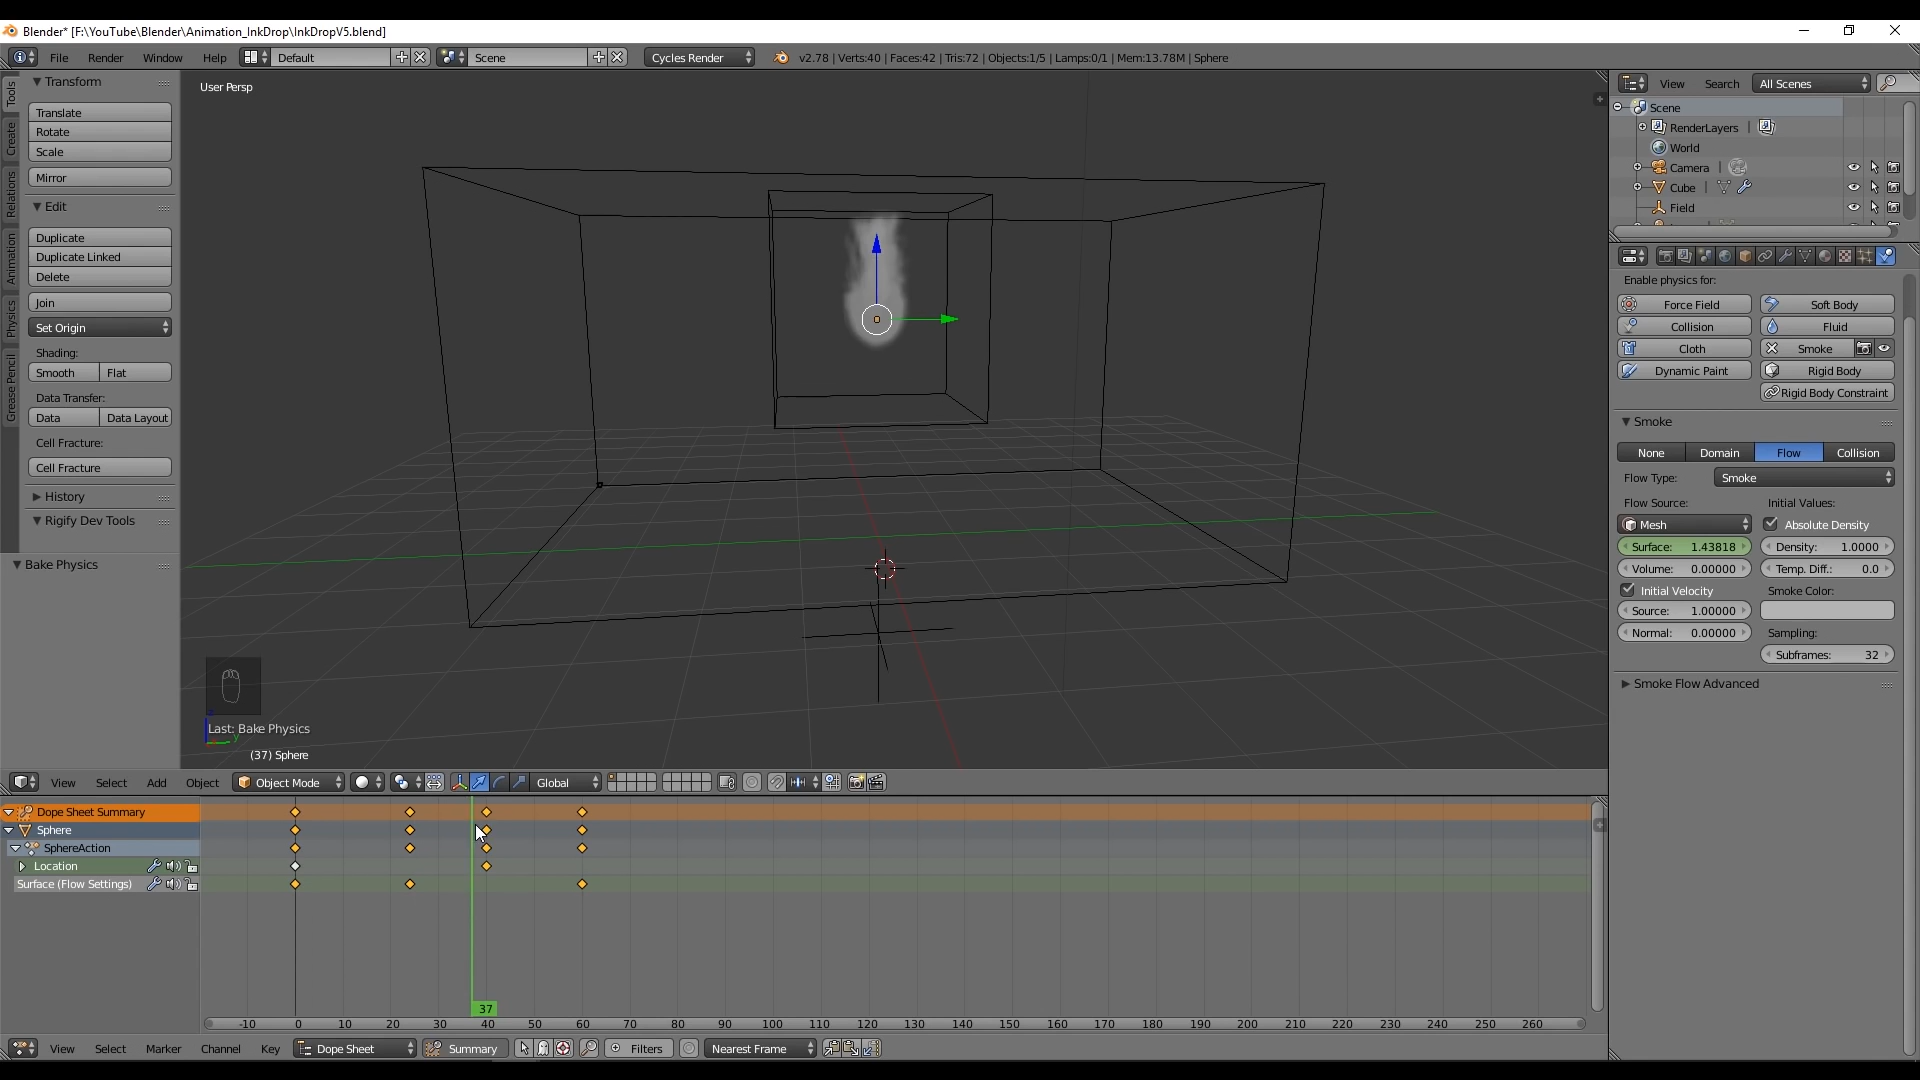 Blender* [F:\YouTube\Blender\Animation_InkDrop\InkDropV5.blend]
File Render Window Help Default Scene Cycles Render v2.78 | Verts:40 | Faces:42 | Tris:72 | Objects:1/5 | Lamps:0/1 | Mem:13.78M | Sphere
Tools
Create
Relations
Animation
Physics
Grease Pencil
Transform
Translate
Rotate
Scale
Mirror
Edit
Duplicate
Duplicate Linked
Delete
Join
Set Origin
Shading:
Smooth Flat
Data Transfer:
Data Data Layout
Cell Fracture:
Cell Fracture
History
Rigify Dev Tools
Bake Physics
User Persp
Last: Bake Physics
y
(37) Sphere
View Select Add Object Object Mode Global
View Search All Scenes
Scene
RenderLayers |
World
Camera |
Cube |
Field
Enable physics for:
Force Field Soft Body
Collision Fluid
Cloth Smoke
Dynamic Paint Rigid Body
Rigid Body Constraint
Smoke
None Domain Flow Collision
Flow Type: Smoke
Flow Source: Initial Values:
Mesh Absolute Density
Surface: 1.43818 Density: 1.0000
Volume: 0.00000 Temp. Diff.: 0.0
Initial Velocity Smoke Color:
Source: 1.00000
Normal: 0.00000 Sampling:
Subframes: 32
Smoke Flow Advanced
Dope Sheet Summary
Sphere
SphereAction
Location
Surface (Flow Settings)
37
-10 0 10 20 30 40 50 60 70 80 90 100 110 120 130 140 150 160 170 180 190 200 210 220 230 240 250 260
View Select Marker Channel Key Dope Sheet Summary Filters Nearest Frame